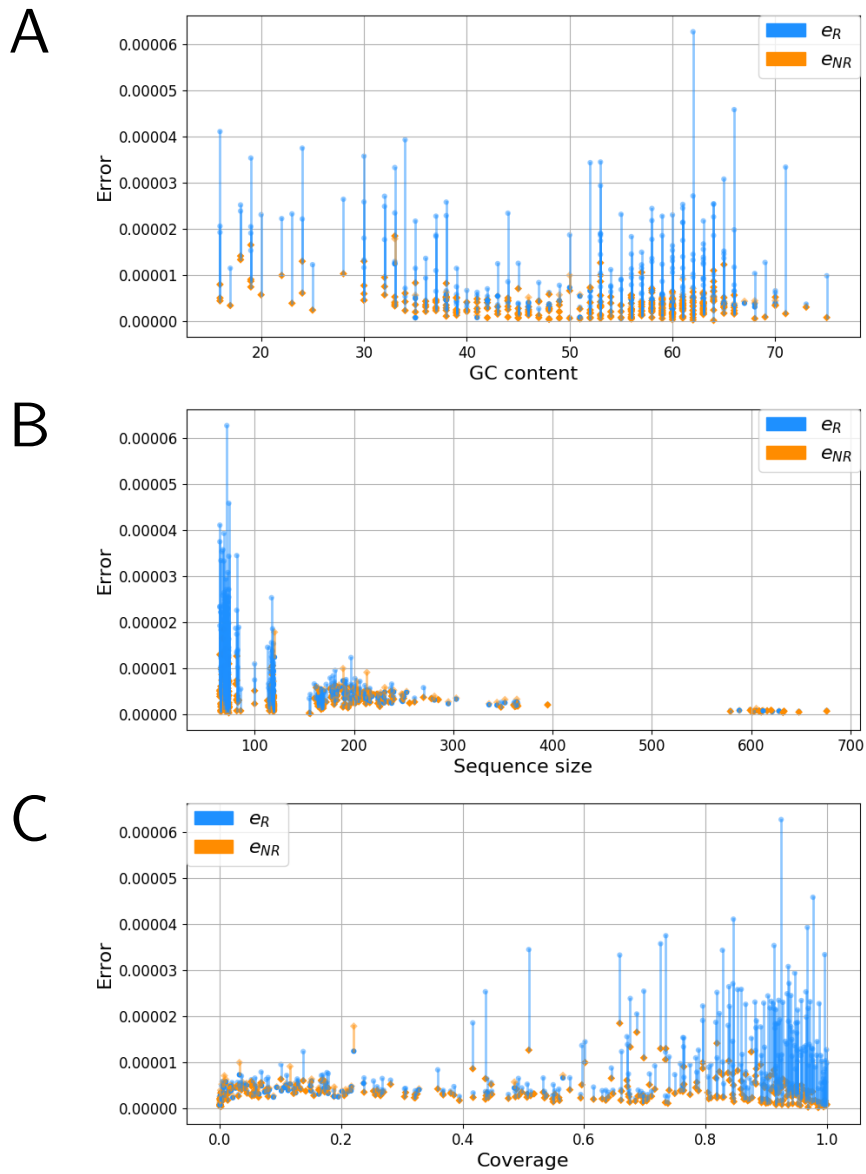 A
0.00006
0.00005
0.00004
0.00003
0.00002
0.00001
0.00000
Error
20
30
40
50
60
70
GC content
e_R
e_NR
B
0.00006
0.00005
0.00004
0.00003
0.00002
0.00001
0.00000
Error
100
200
300
400
500
600
700
Sequence size
e_R
e_NR
C
0.00006
0.00005
0.00004
0.00003
0.00002
0.00001
0.00000
Error
0.0
0.2
0.4
0.6
0.8
1.0
Coverage
e_R
e_NR